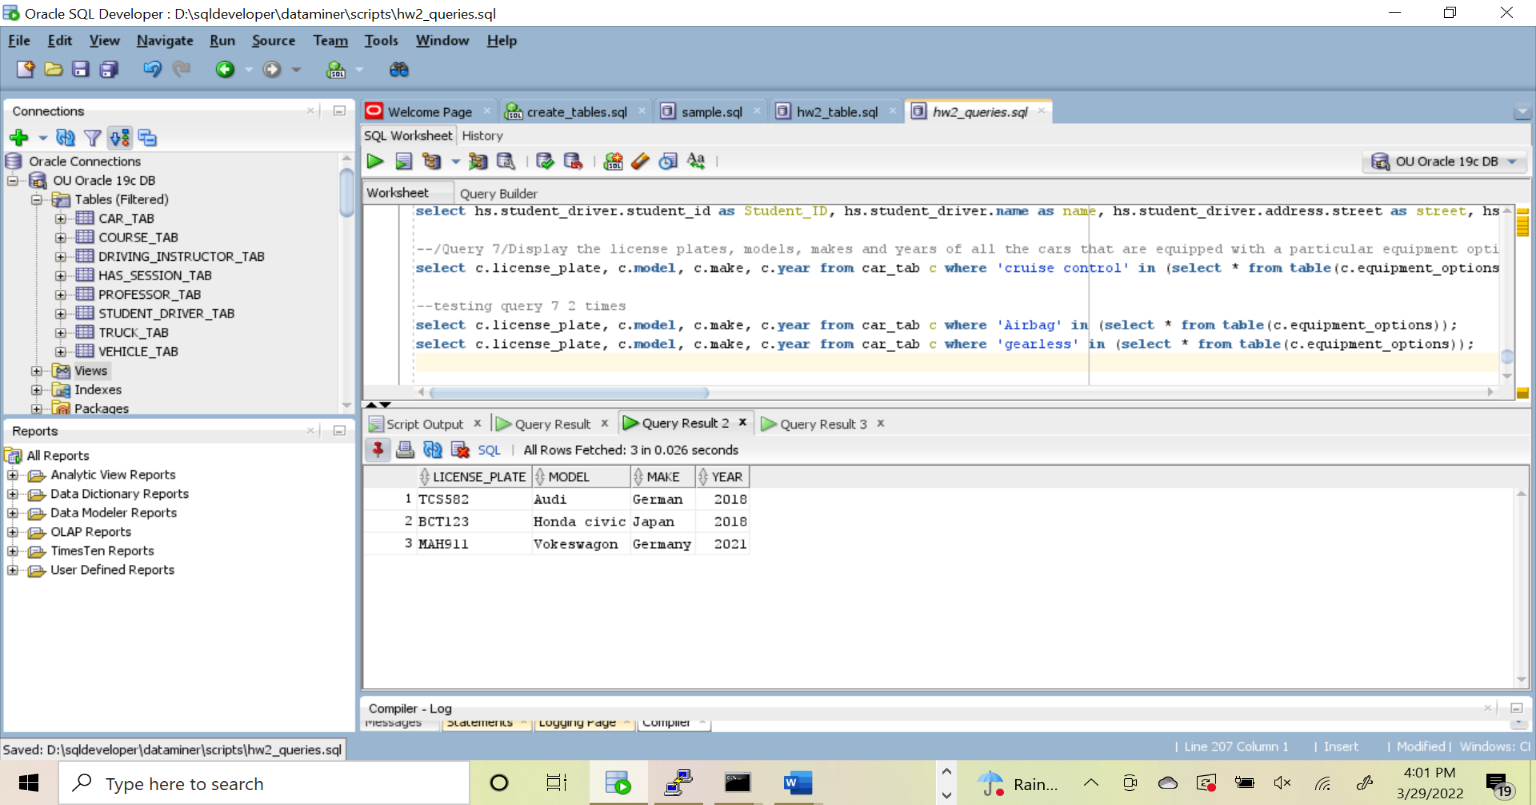 Oracle SQL Developer : D:\sqldeveloper\dataminer\scripts\hw2_queries.sql
File Edit View Navigate Run Source Team Tools Window Help
Connections
Oracle Connections
OU Oracle 19c DB
Tables (Filtered)
CAR_TAB
COURSE_TAB
DRIVING_INSTRUCTOR_TAB
HAS_SESSION_TAB
PROFESSOR_TAB
STUDENT_DRIVER_TAB
TRUCK_TAB
VEHICLE_TAB
Views
Indexes
Packages
Reports
All Reports
Analytic View Reports
Data Dictionary Reports
Data Modeler Reports
OLAP Reports
TimesTen Reports
User Defined Reports
Welcome Page create_tables.sql sample.sql hw2_table.sql hw2_queries.sql
SQL Worksheet History
OU Oracle 19c DB
Worksheet Query Builder
select hs.student_driver.student_id as Student_ID, hs.student_driver.name as name, hs.student_driver.address.street as street, hs
--/Query 7/Display the license plates, models, makes and years of all the cars that are equipped with a particular equipment opti
select c.license_plate, c.model, c.make, c.year from car_tab c where 'cruise control' in (select * from table(c.equipment_options
--testing query 7 2 times
select c.license_plate, c.model, c.make, c.year from car_tab c where 'Airbag' in (select * from table(c.equipment_options));
select c.license_plate, c.model, c.make, c.year from car_tab c where 'gearless' in (select * from table(c.equipment_options));
Script Output Query Result Query Result 2 Query Result 3
SQL All Rows Fetched: 3 in 0.026 seconds
LICENSE_PLATE MODEL MAKE YEAR
1 TCS582 Audi German 2018
2 BCT123 Honda civic Japan 2018
3 MAH911 Vokeswagon Germany 2021
Compiler - Log
Messages Statements Logging Page Compiler
Saved: D:\sqldeveloper\dataminer\scripts\hw2_queries.sql
Line 207 Column 1 Insert Modified Windows: Cl
Type here to search
Rain...
4:01 PM
3/29/2022
19